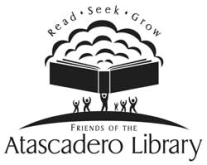 Read • Seek • Grow
FRIENDS OF THE
Atascadero Library